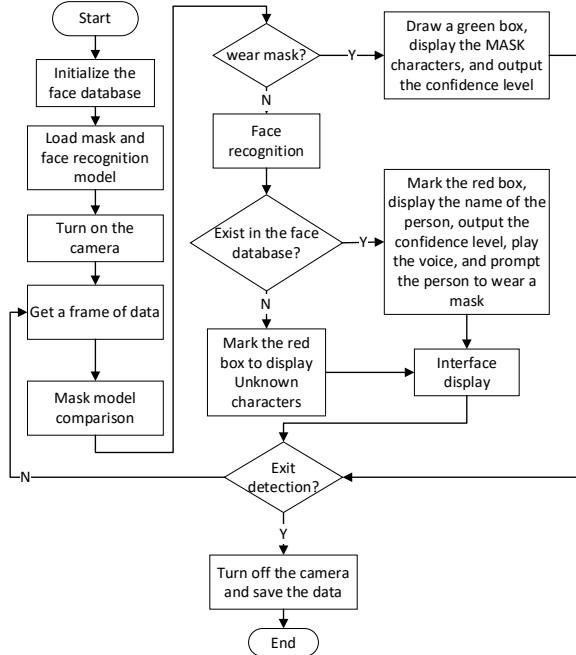 Start
Initialize the
face database
Load mask and
face recognition
model
Turn on the
camera
Get a frame of data
Mask model
comparison
wear mask?
Y
Draw a green box,
display the MASK
characters, and output
the confidence level
N
Face
recognition
Exist in the face
database?
Y
Mark the red box,
display the name of the
person, output the
confidence level, play
the voice, and prompt
the person to wear a
mask
N
Mark the red
box to display
Unknown
characters
Interface
display
Exit
detection?
N
Y
Turn off the camera
and save the data
End